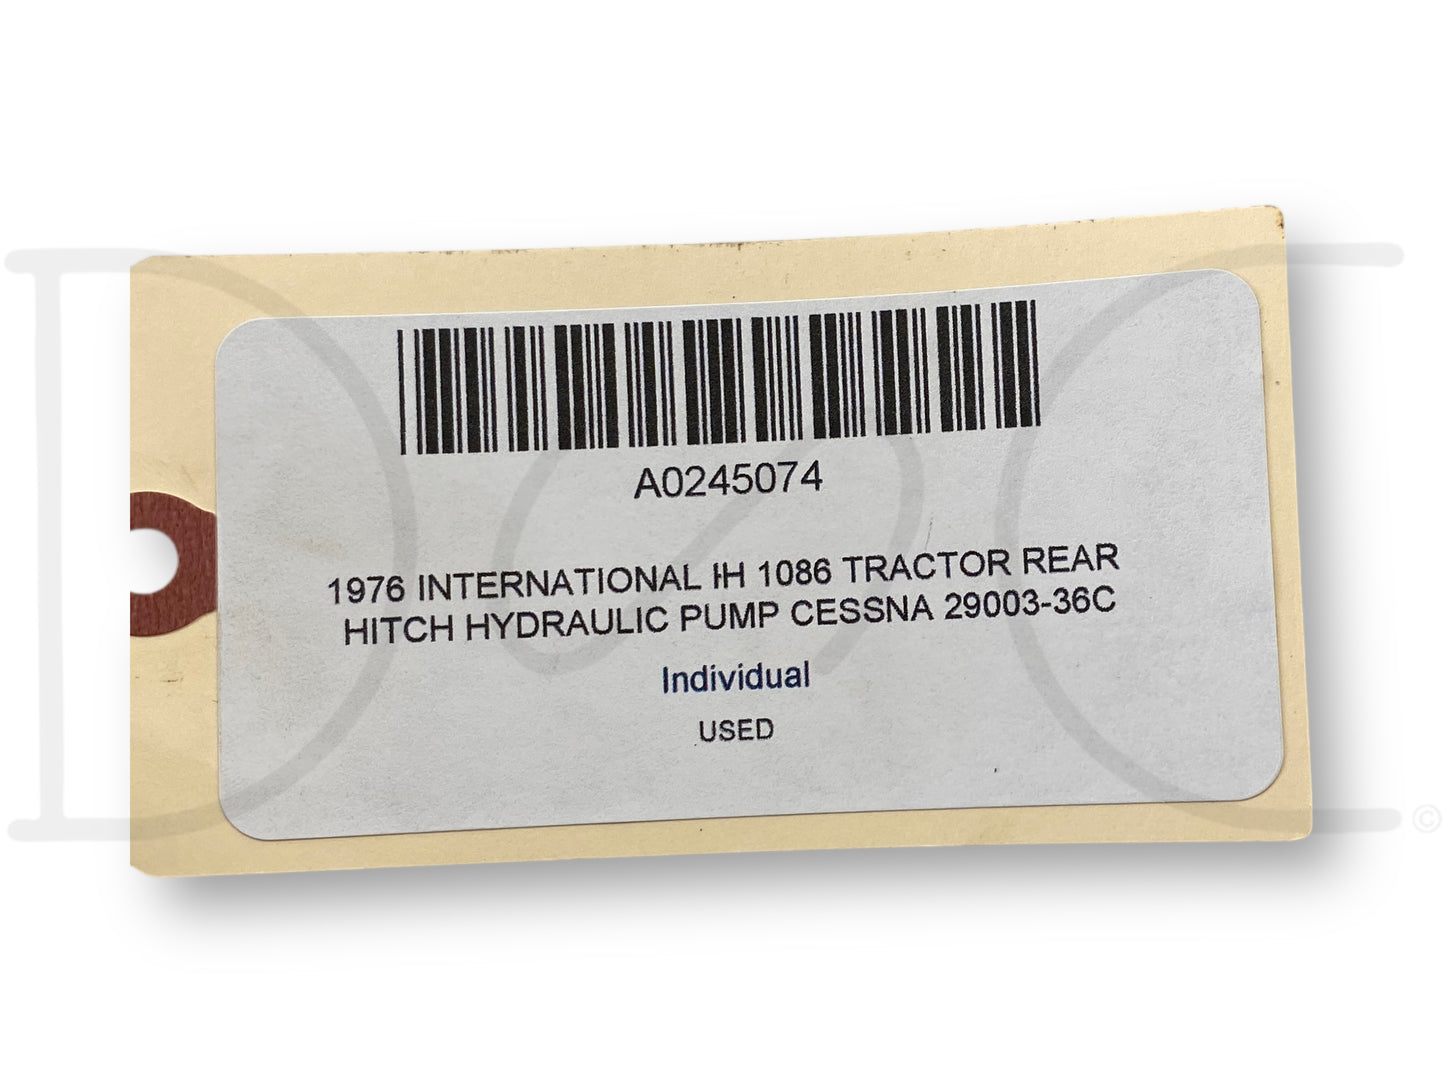 A0245074
1976 INTERNATIONAL IH 1086 TRACTOR REAR
HITCH HYDRAULIC PUMP CESSNA 29003-36C
Individual
USED
©